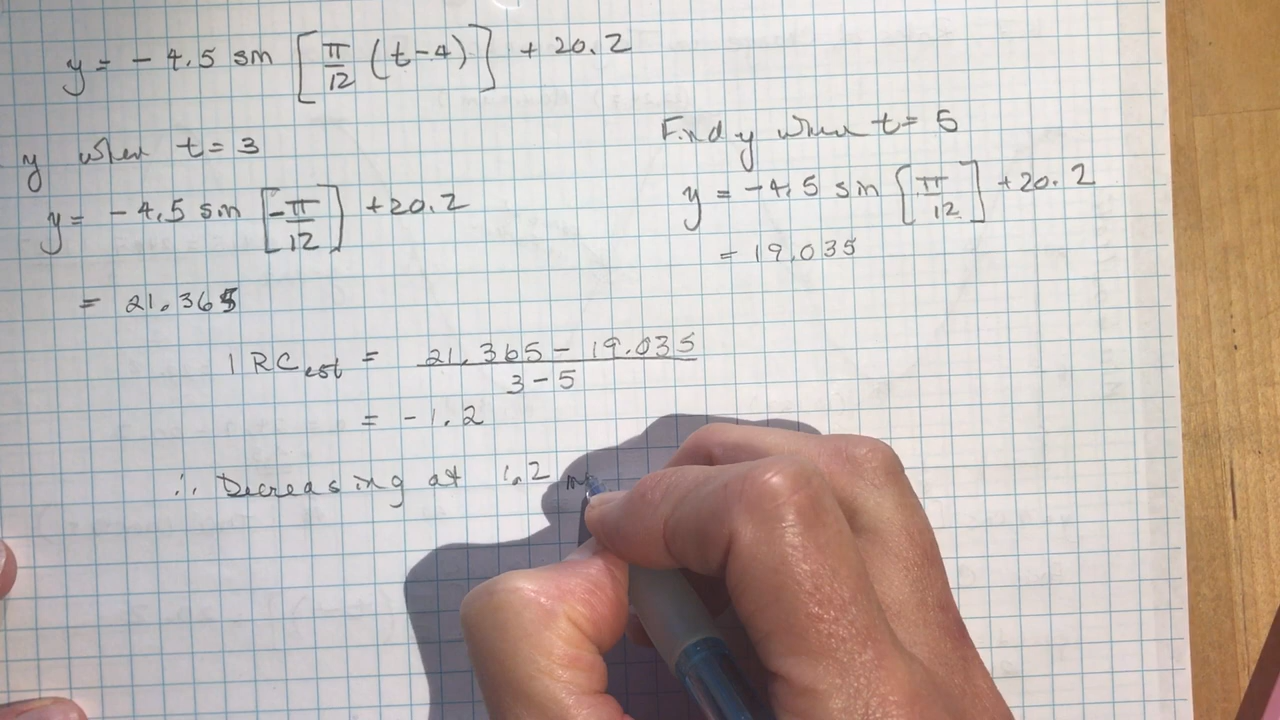 y = - 4.5 sin [π/12 (t-4)] + 20.2
y when t = 3
y = - 4.5 sin [-π/12] + 20.2
= 21.365
Find y when t = 5
y = -4.5 sin [π/12] + 20.2
= 19.035
IRC est = 21.365 - 19.035 / 3 - 5
= -1.2
∴ Decreasing at 1.2 m